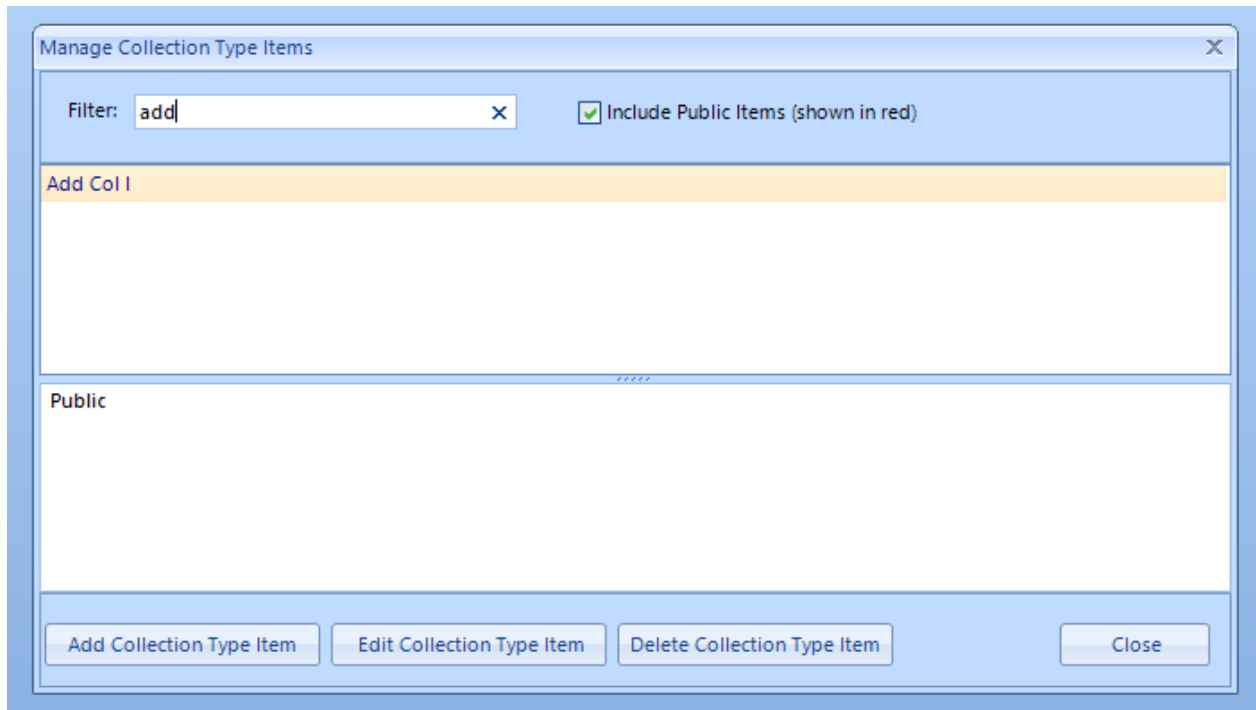 Manage Collection Type Items
Filter: add
Include Public Items (shown in red)
Add Col I
Public
Add Collection Type Item
Edit Collection Type Item
Delete Collection Type Item
Close